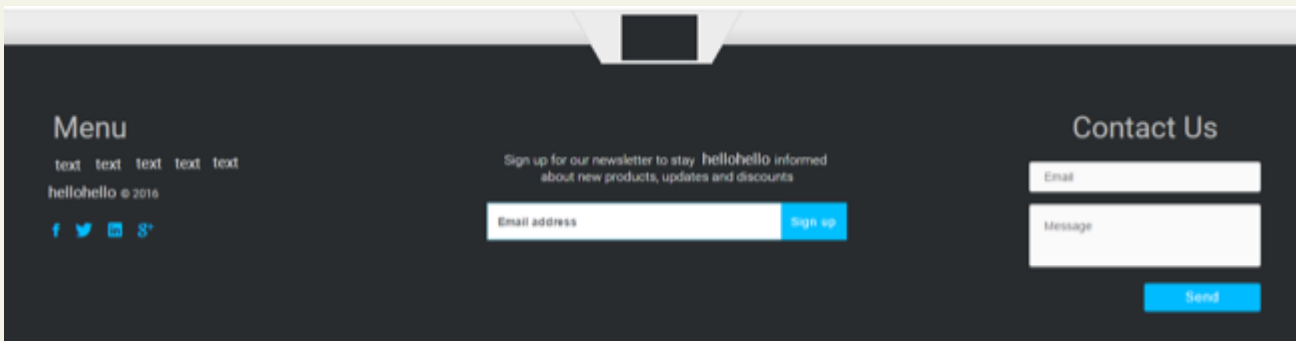 Menu
text text text text text
hellohello © 2016
f in g+
Sign up for our newsletter to stay hellohello informed
about new products, updates and discounts
Email address Sign up
Contact Us
Email
Message
Send